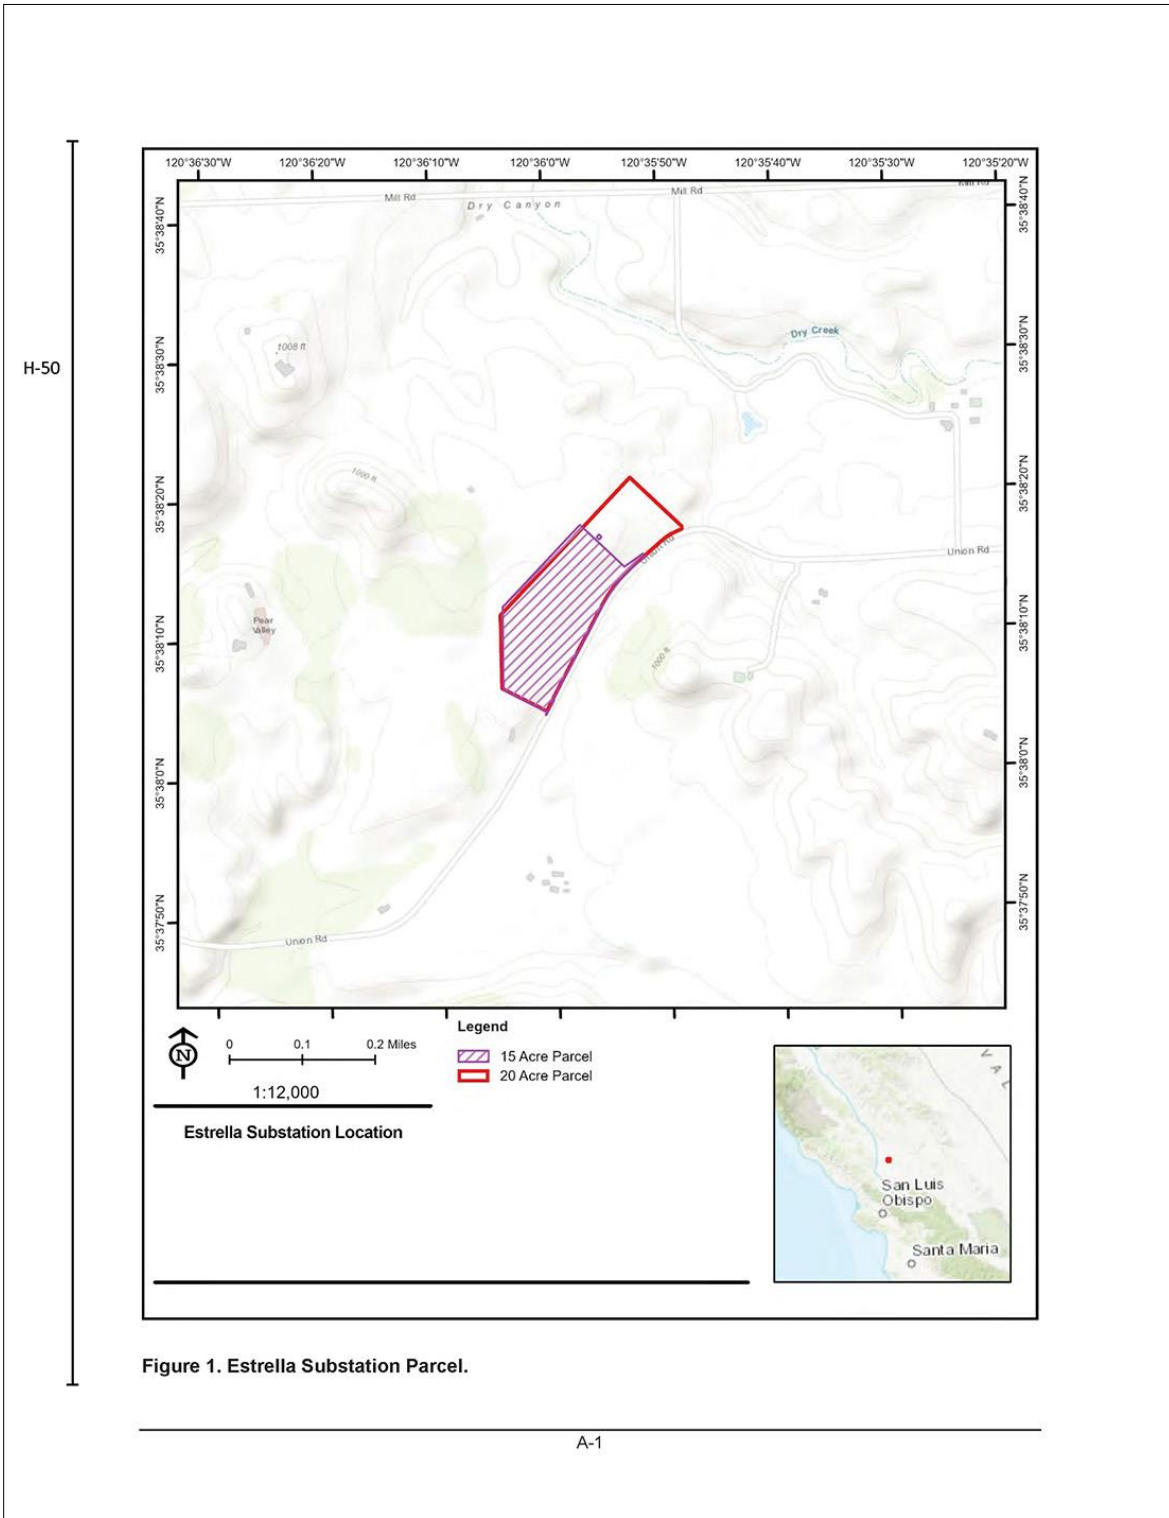 120°36'30"W 120°36'20"W 120°36'10"W 120°36'0"W 120°35'50"W 120°35'40"W 120°35'30"W 120°35'20"W
Mill Rd
Mill Rd
Mill Rd
Dry Canyon
35°38'40"N
35°38'40"N
Dry Creek
35°38'30"N
35°38'30"N
1008 ft
H-50
1000 ft
35°38'20"N
35°38'20"N
Union Rd
Union Rd
Pear
Valley
35°38'10"N
35°38'10"N
1000 ft
35°38'0"N
35°38'0"N
35°37'50"N
35°37'50"N
Union Rd
N
0 0.1 0.2 Miles
1:12,000
Legend
15 Acre Parcel
20 Acre Parcel
Estrella Substation Location
V A L
San Luis
Obispo
Santa Maria
Figure 1. Estrella Substation Parcel.
A-1